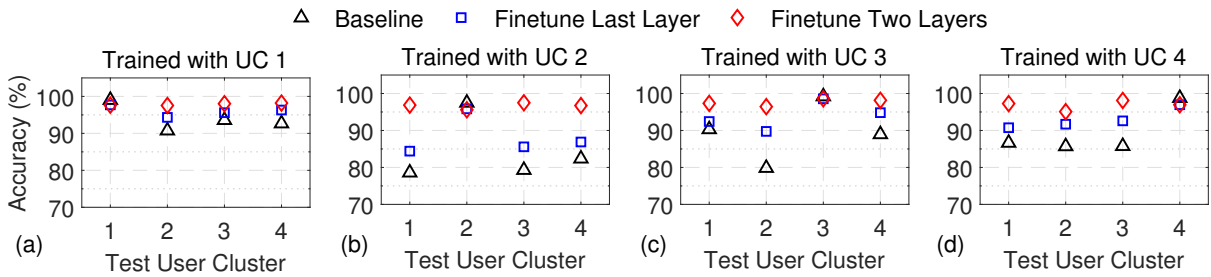 Baseline Finetune Last Layer Finetune Two Layers
Trained with UC 1 Trained with UC 2 Trained with UC 3 Trained with UC 4
Accuracy (%)
100 90 80 70
100 90 80 70
100 90 80 70
100 90 80 70
1 2 3 4
1 2 3 4
1 2 3 4
1 2 3 4
(a) Test User Cluster
(b) Test User Cluster
(c) Test User Cluster
(d) Test User Cluster